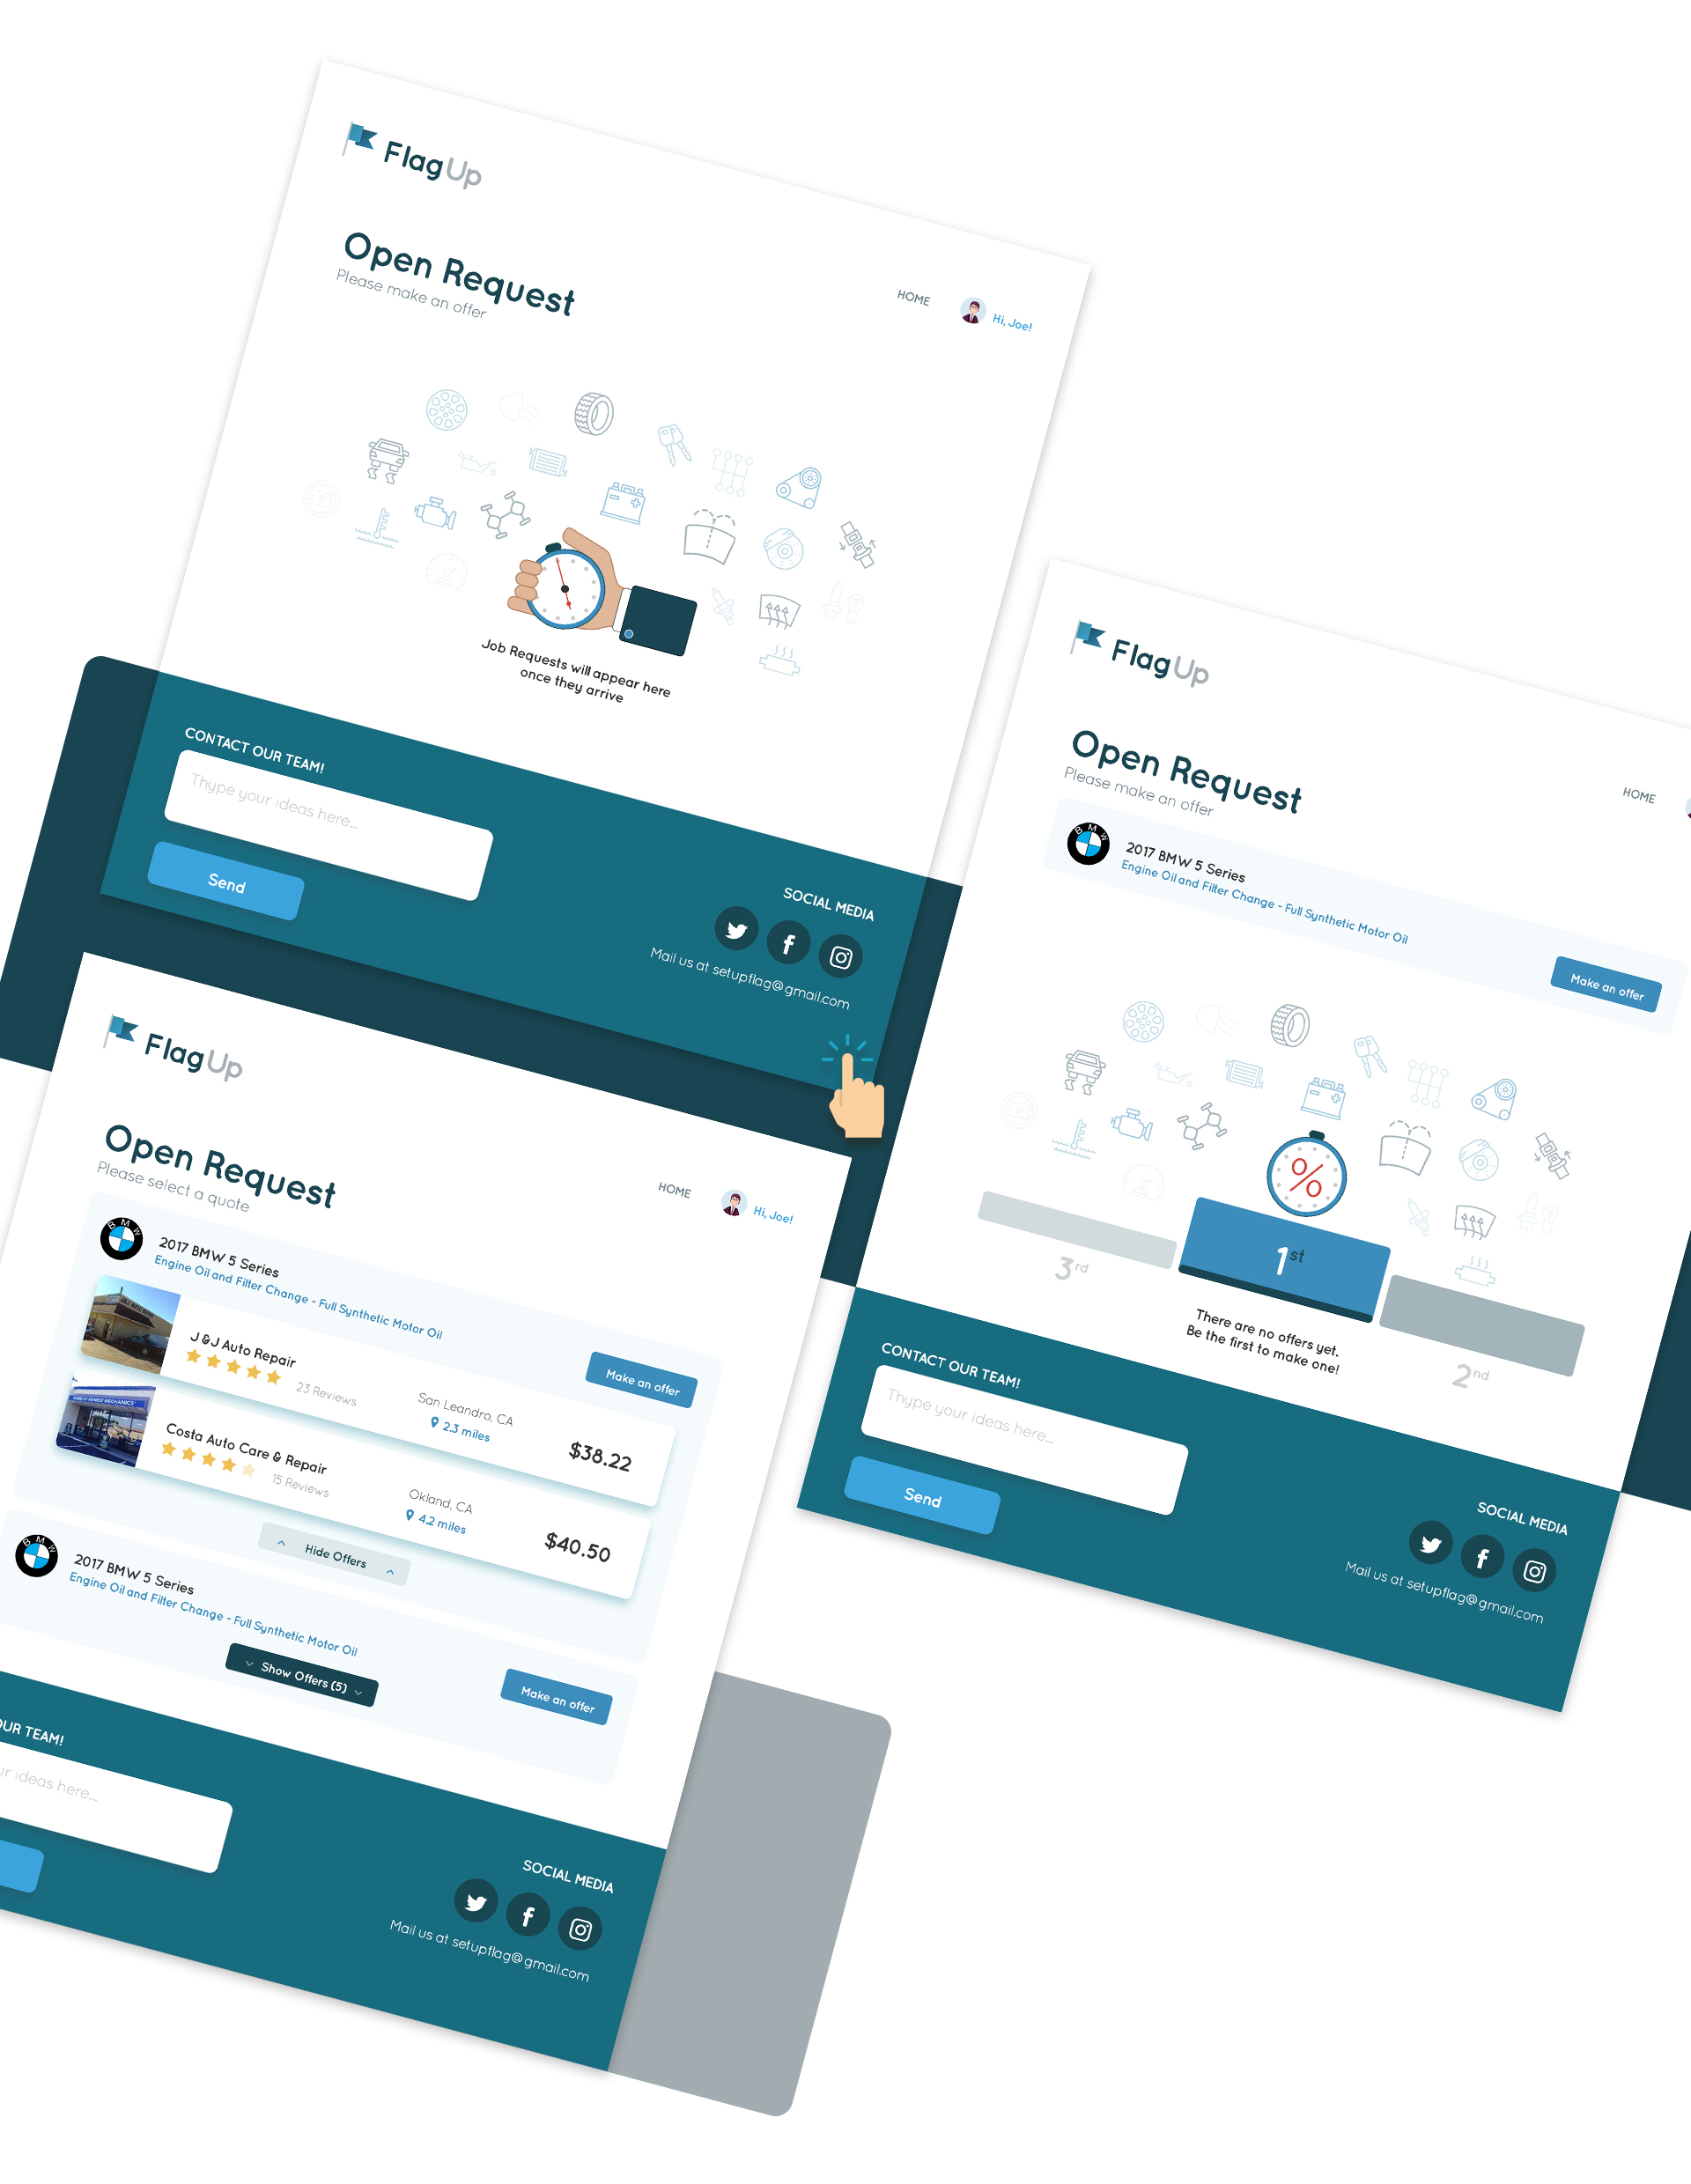 FlagUp
Open Request
Please make an offer
HOME
Hi, Joe!
Job Requests will appear here
once they arrive
CONTACT OUR TEAM!
Thype your ideas here...
Send
SOCIAL MEDIA
Mail us at setupflag@gmail.com
FlagUp
Open Request
Please make an offer
HOME
BMW
2017 BMW 5 Series
Engine Oil and Filter Change - Full Synthetic Motor Oil
Make an offer
%
1st
3rd
2nd
There are no offers yet.
Be the first to make one!
CONTACT OUR TEAM!
Thype your ideas here...
Send
SOCIAL MEDIA
Mail us at setupflag@gmail.com
FlagUp
Open Request
Please select a quote
HOME
Hi, Joe!
BMW
2017 BMW 5 Series
Engine Oil and Filter Change - Full Synthetic Motor Oil
Make an offer
J & J Auto Repair
23 Reviews
San Leandro, CA
2.3 miles
$38.22
Costa Auto Care & Repair
15 Reviews
Okland, CA
4.2 miles
$40.50
Hide Offers
BMW
2017 BMW 5 Series
Engine Oil and Filter Change - Full Synthetic Motor Oil
Show Offers (5)
Make an offer
OUR TEAM!
ur ideas here...
SOCIAL MEDIA
Mail us at setupflag@gmail.com